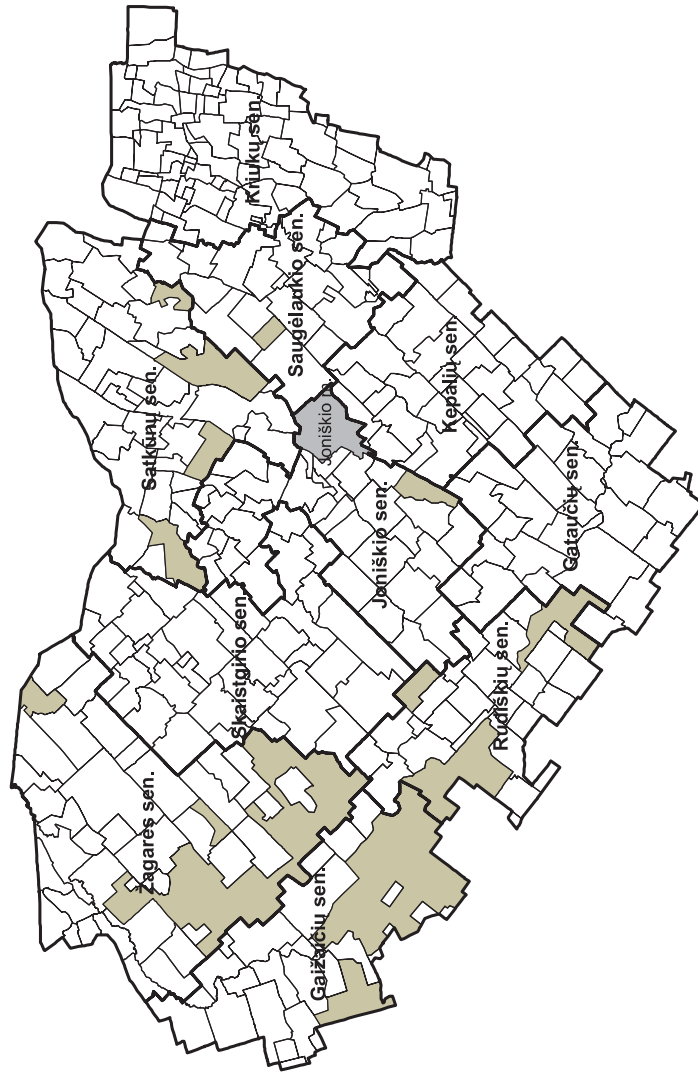 Žagarės sen.
Gaižaičių sen.
Skaistgirio sen.
Satkūnų sen.
Rudiškių sen.
Joniškio sen.
Joniškio m.
Saugėlaukio sen.
Kepalių sen.
Gataučių sen.
Kriukų sen.